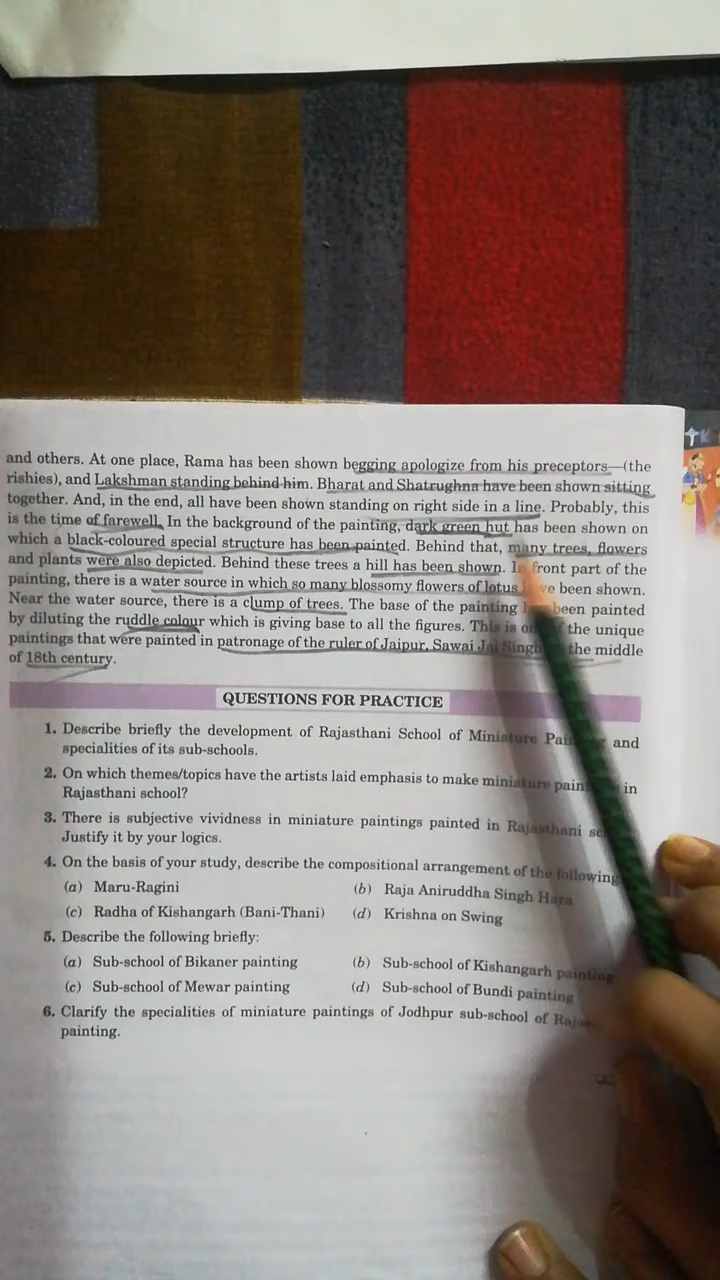 and others. At one place, Rama has been shown begging apologize from his preceptors—(the
rishies), and Lakshman standing behind him. Bharat and Shatrughna have been shown sitting
together. And, in the end, all have been shown standing on right side in a line. Probably, this
is the time of farewell. In the background of the painting, dark green hut has been shown on
which a black-coloured special structure has been painted. Behind that, many trees, flowers
and plants were also depicted. Behind these trees a hill has been shown. In front part of the
painting, there is a water source in which so many blossomy flowers of lotus have been shown.
Near the water source, there is a clump of trees. The base of the painting been painted
by diluting the ruddle colour which is giving base to all the figures. This is one of the unique
paintings that were painted in patronage of the ruler of Jaipur, Sawai Jai Singh the middle
of 18th century.
QUESTIONS FOR PRACTICE
1. Describe briefly the development of Rajasthani School of Miniature Painting and
specialities of its sub-schools.
2. On which themes/topics have the artists laid emphasis to make miniature paintings in
Rajasthani school?
3. There is subjective vividness in miniature paintings painted in Rajasthani
Justify it by your logics.
4. On the basis of your study, describe the compositional arrangement of the following
(a) Maru-Ragini (b) Raja Aniruddha Singh Hara
(c) Radha of Kishangarh (Bani-Thani) (d) Krishna on Swing
5. Describe the following briefly:
(a) Sub-school of Bikaner painting (b) Sub-school of Kishangarh painting
(c) Sub-school of Mewar painting (d) Sub-school of Bundi painting
6. Clarify the specialities of miniature paintings of Jodhpur sub-school of
painting.